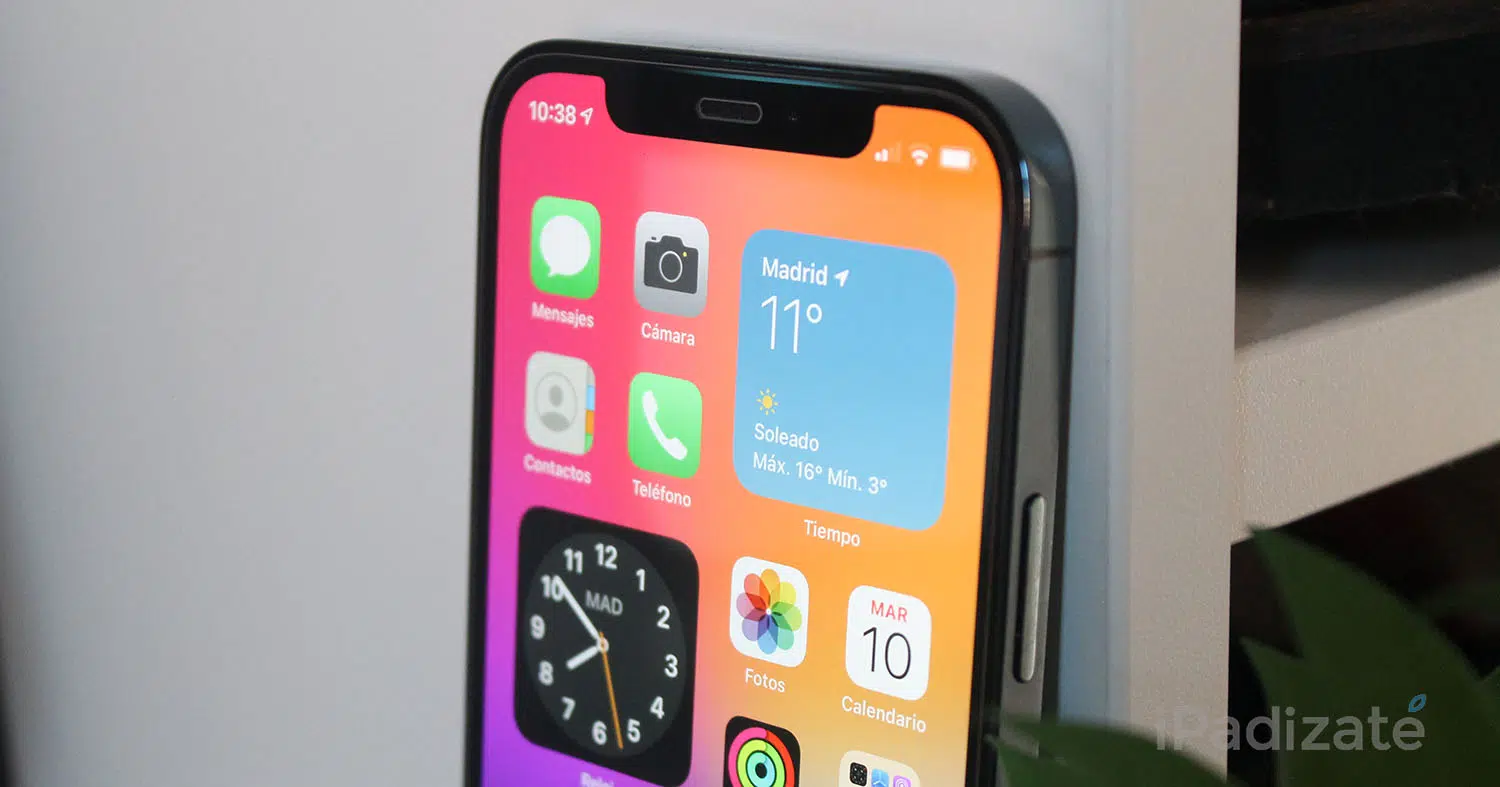 10:38
Mensajes
Cámara
Madrid
11°
Soleado
Máx. 16° Mín. 3°
Tiempo
Contactos
Teléfono
12
1
2
3
4
5
6
7
8
9
10
11
MAD
Reloj
Fotos
MAR
10
Calendario
iPadizate